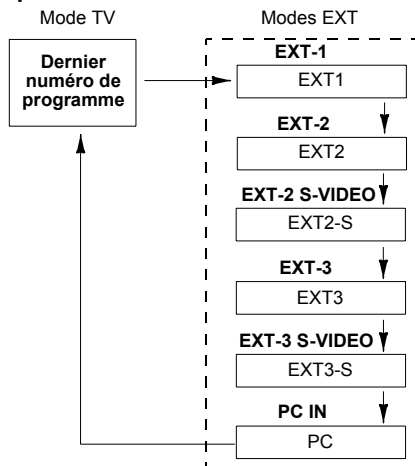 Mode TV
Modes EXT
Dernier
numéro de
programme
EXT-1
EXT1
EXT-2
EXT2
EXT-2 S-VIDEO
EXT2-S
EXT-3
EXT3
EXT-3 S-VIDEO
EXT3-S
PC IN
PC